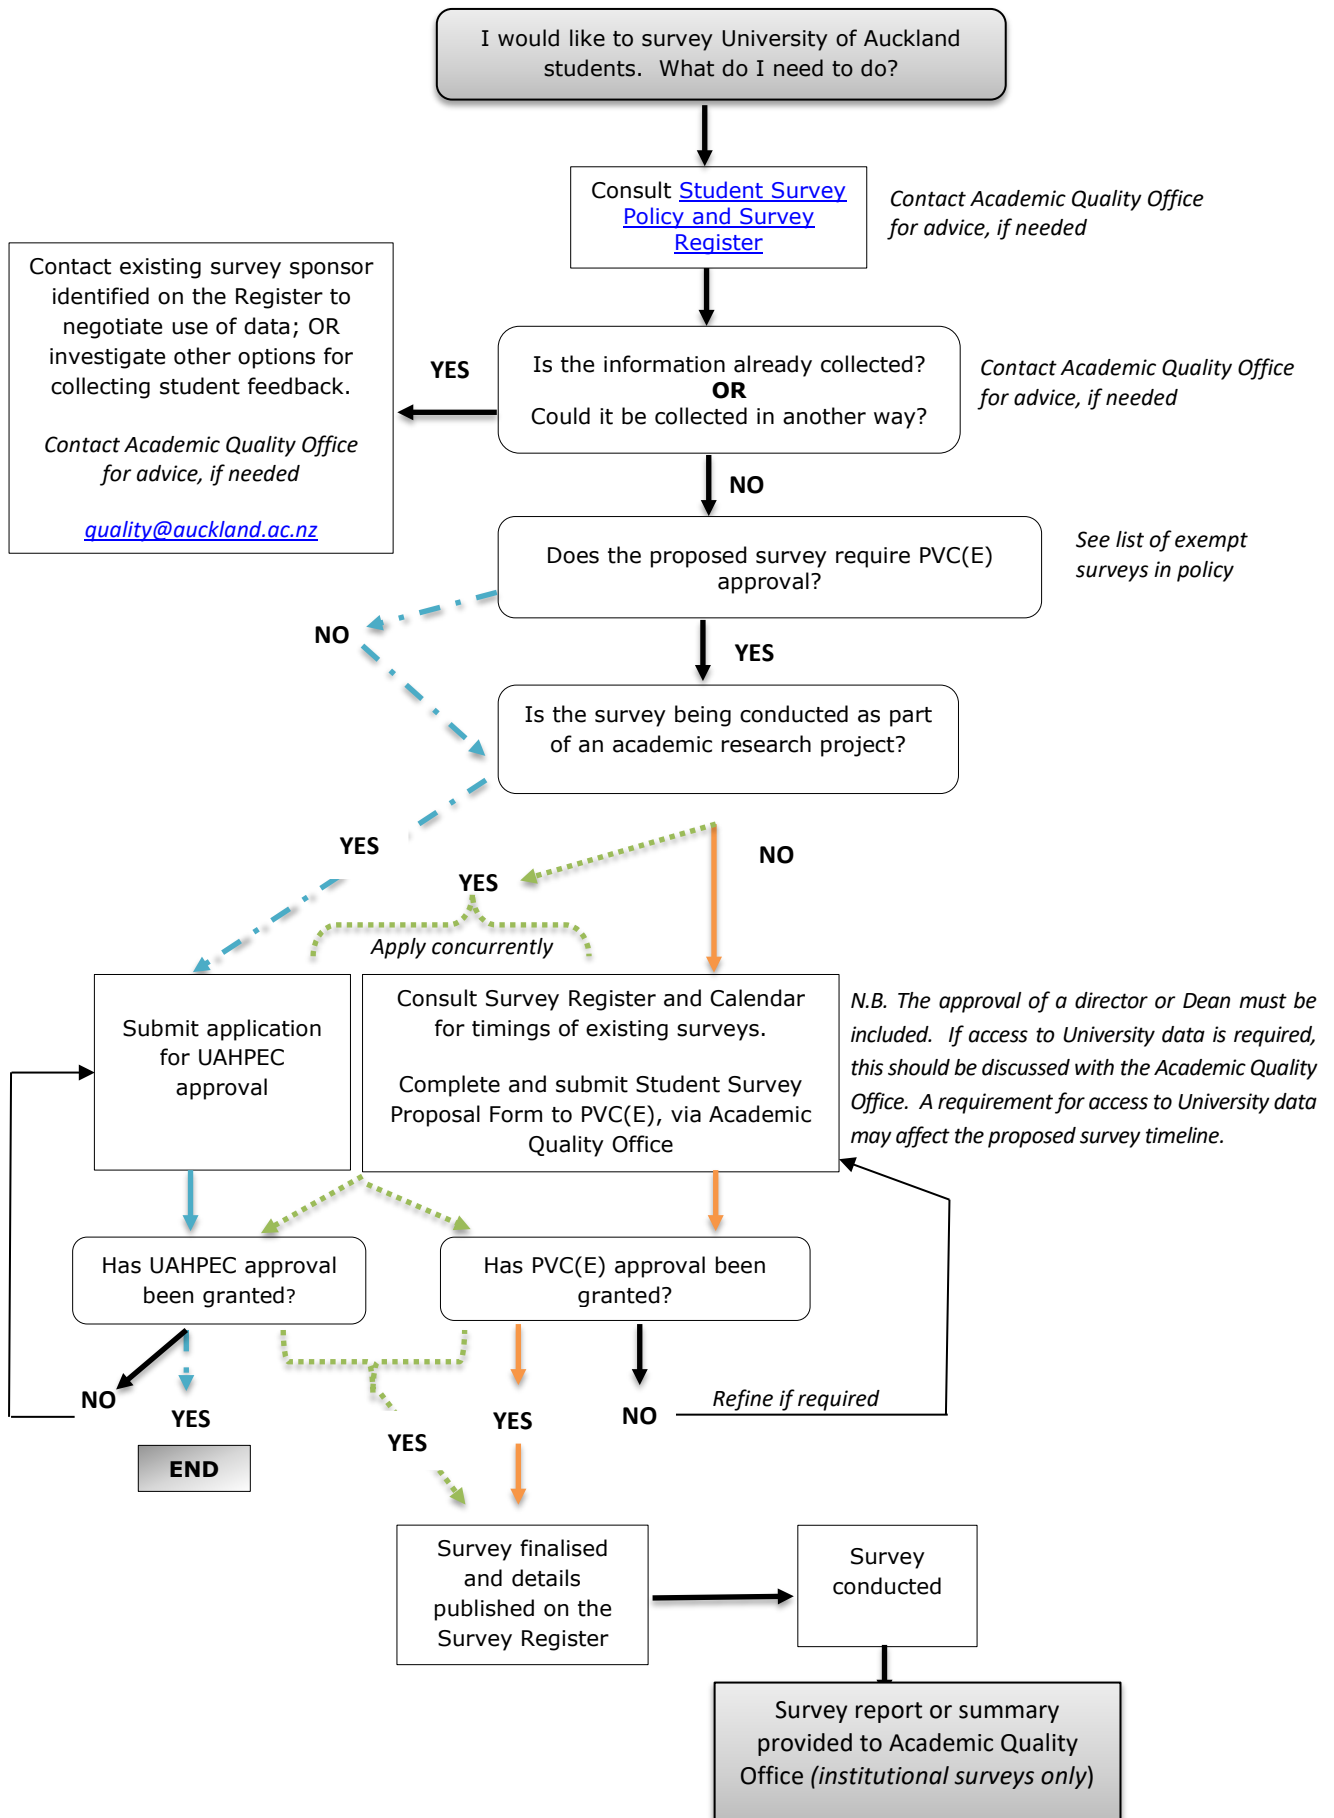 I would like to survey University of Auckland
students.  What do I need to do?
Consult Student Survey
Policy and Survey
Register
Contact Academic Quality Office
for advice, if needed
Contact existing survey sponsor
identified on the Register to
negotiate use of data; OR
investigate other options for
collecting student feedback.
Contact Academic Quality Office
for advice, if needed
quality@auckland.ac.nz
YES
Is the information already collected?
OR
Could it be collected in another way?
Contact Academic Quality Office
for advice, if needed
NO
Does the proposed survey require PVC(E)
approval?
See list of exempt
surveys in policy
NO
YES
Is the survey being conducted as part
of an academic research project?
YES
NO
YES
Apply concurrently
Submit application
for UAHPEC
approval
Consult Survey Register and Calendar
for timings of existing surveys.
Complete and submit Student Survey
Proposal Form to PVC(E), via Academic
Quality Office
N.B. The approval of a director or Dean must be
included.  If access to University data is required,
this should be discussed with the Academic Quality
Office.  A requirement for access to University data
may affect the proposed survey timeline.
Has UAHPEC approval
been granted?
Has PVC(E) approval been
granted?
NO
YES
END
YES
YES
NO
Refine if required
Survey finalised
and details
published on the
Survey Register
Survey
conducted
Survey report or summary
provided to Academic Quality
Office (institutional surveys only)